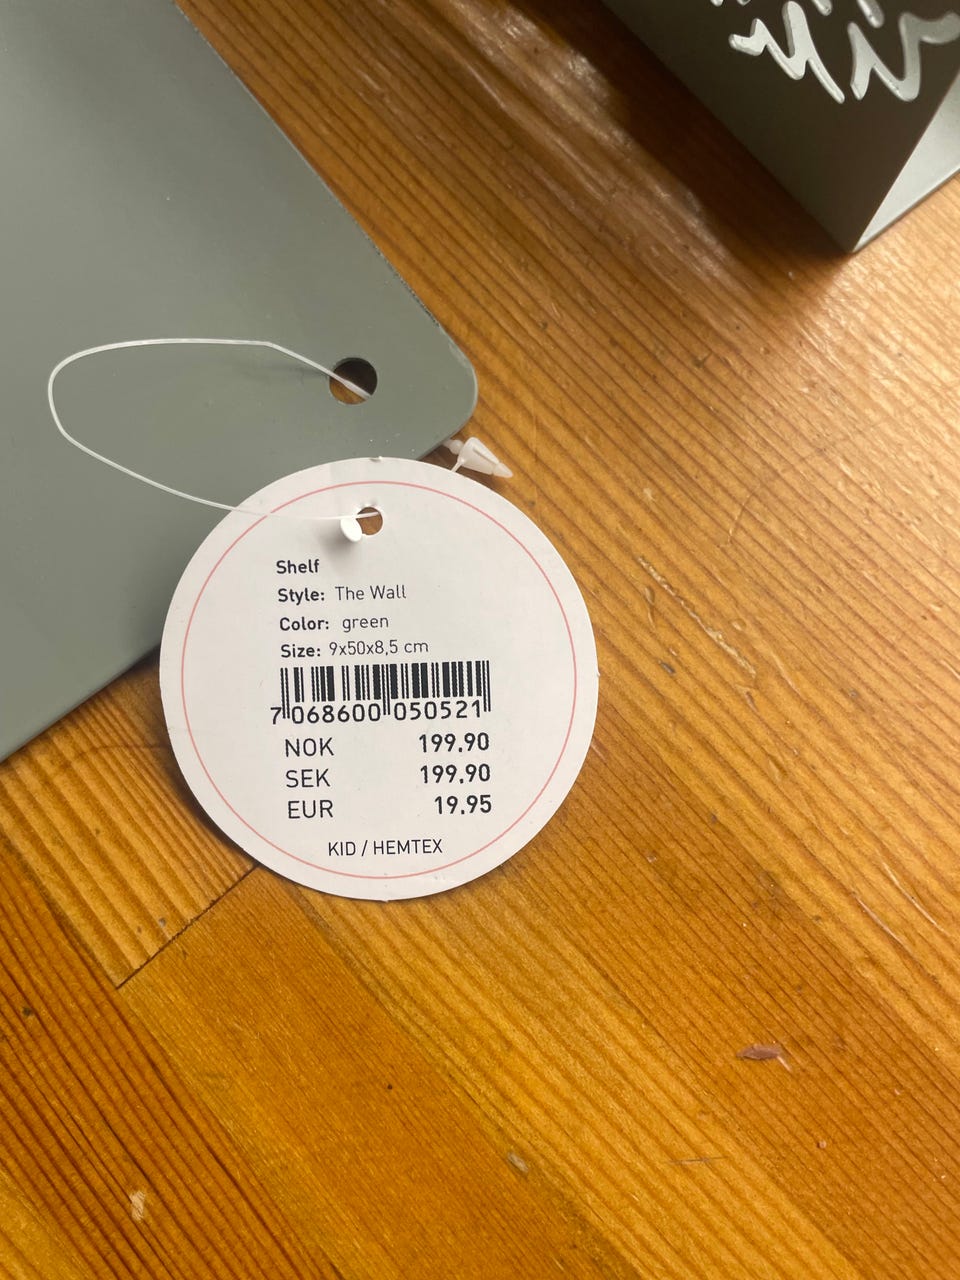 Shelf
Style: The Wall
Color: green
Size: 9x50x8,5 cm
7 068600 050521
NOK 199.90
SEK 199.90
EUR 19.95
KID / HEMTEX